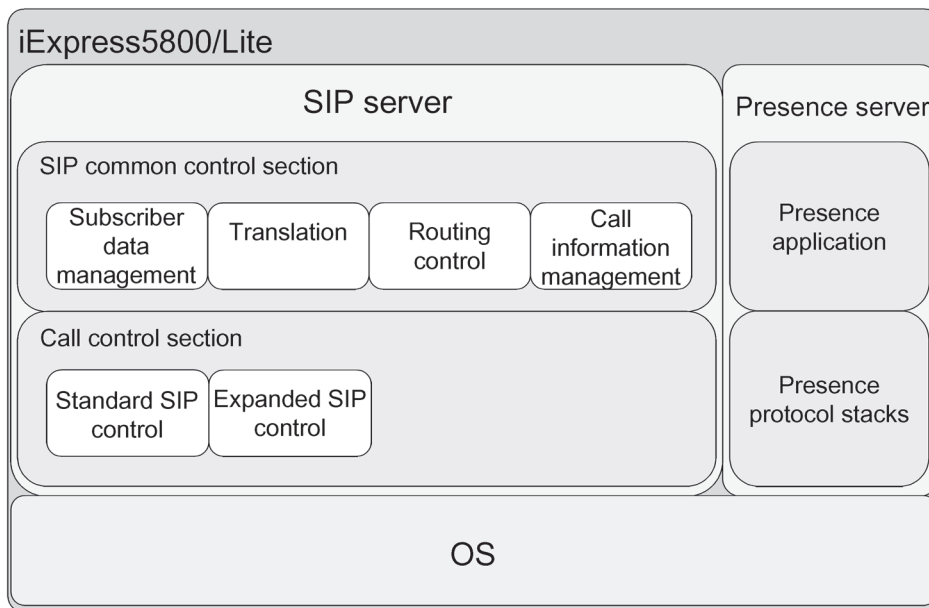 iExpress5800/Lite
SIP server
SIP common control section
Subscriber
data
management
Translation
Routing
control
Call
information
management
Call control section
Standard SIP
control
Expanded SIP
control
Presence server
Presence
application
Presence
protocol stacks
OS